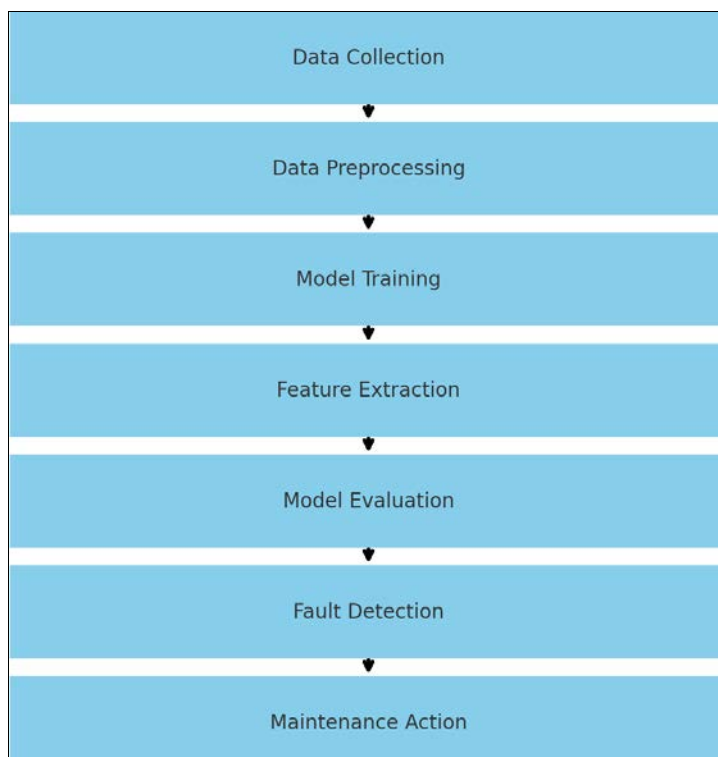 Data Collection
Data Preprocessing
Model Training
Feature Extraction
Model Evaluation
Fault Detection
Maintenance Action